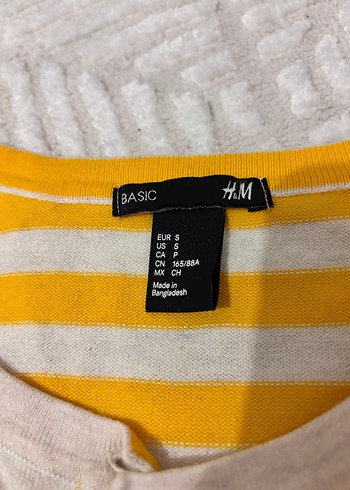 BASIC H&M
EUR S
US S
CA P
CN 165/88A
MX CH
Made in
Bangladesh